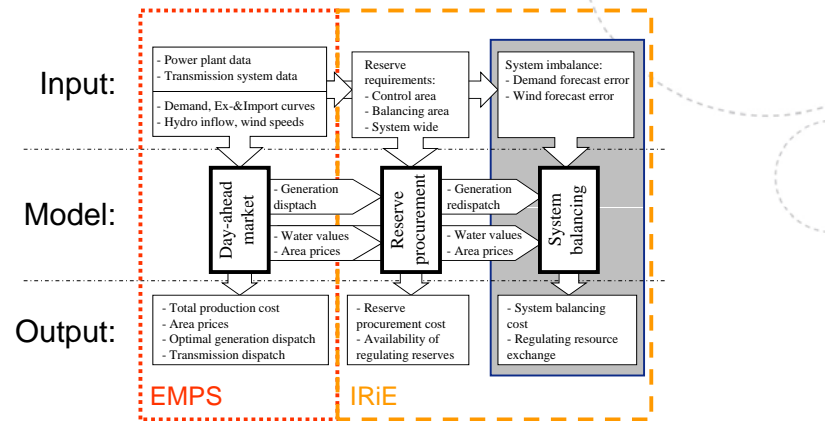 Input:
- Power plant data
- Transmission system data
- Demand, Ex-&Import curves
- Hydro inflow, wind speeds
Reserve
requirements:
- Control area
- Balancing area
- System wide
System imbalance:
- Demand forecast error
- Wind forecast error
Model:
Day-ahead
market
- Generation
disptach
- Water values
- Area prices
Reserve
procurement
- Generation
redispatch
- Water values
- Area prices
System
balancing
Output:
- Total production cost
- Area prices
- Optimal generation dispatch
- Transmission dispatch
- Reserve
procurement cost
- Availability of
regulating reserves
- System balancing
cost
- Regulating resource
exchange
EMPS
IRiE